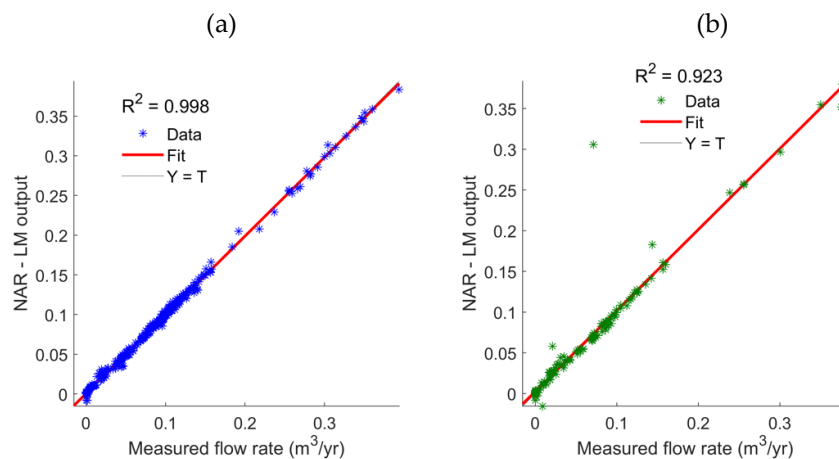 (a)
R² = 0.998
Data
Fit
Y = T
0.35
0.3
0.25
0.2
0.15
0.1
0.05
0
NAR - LM output
0
0.1
0.2
0.3
Measured flow rate (m³/yr)
(b)
R² = 0.923
Data
Fit
Y = T
0.35
0.3
0.25
0.2
0.15
0.1
0.05
0
NAR - LM output
0
0.1
0.2
0.3
Measured flow rate (m³/yr)